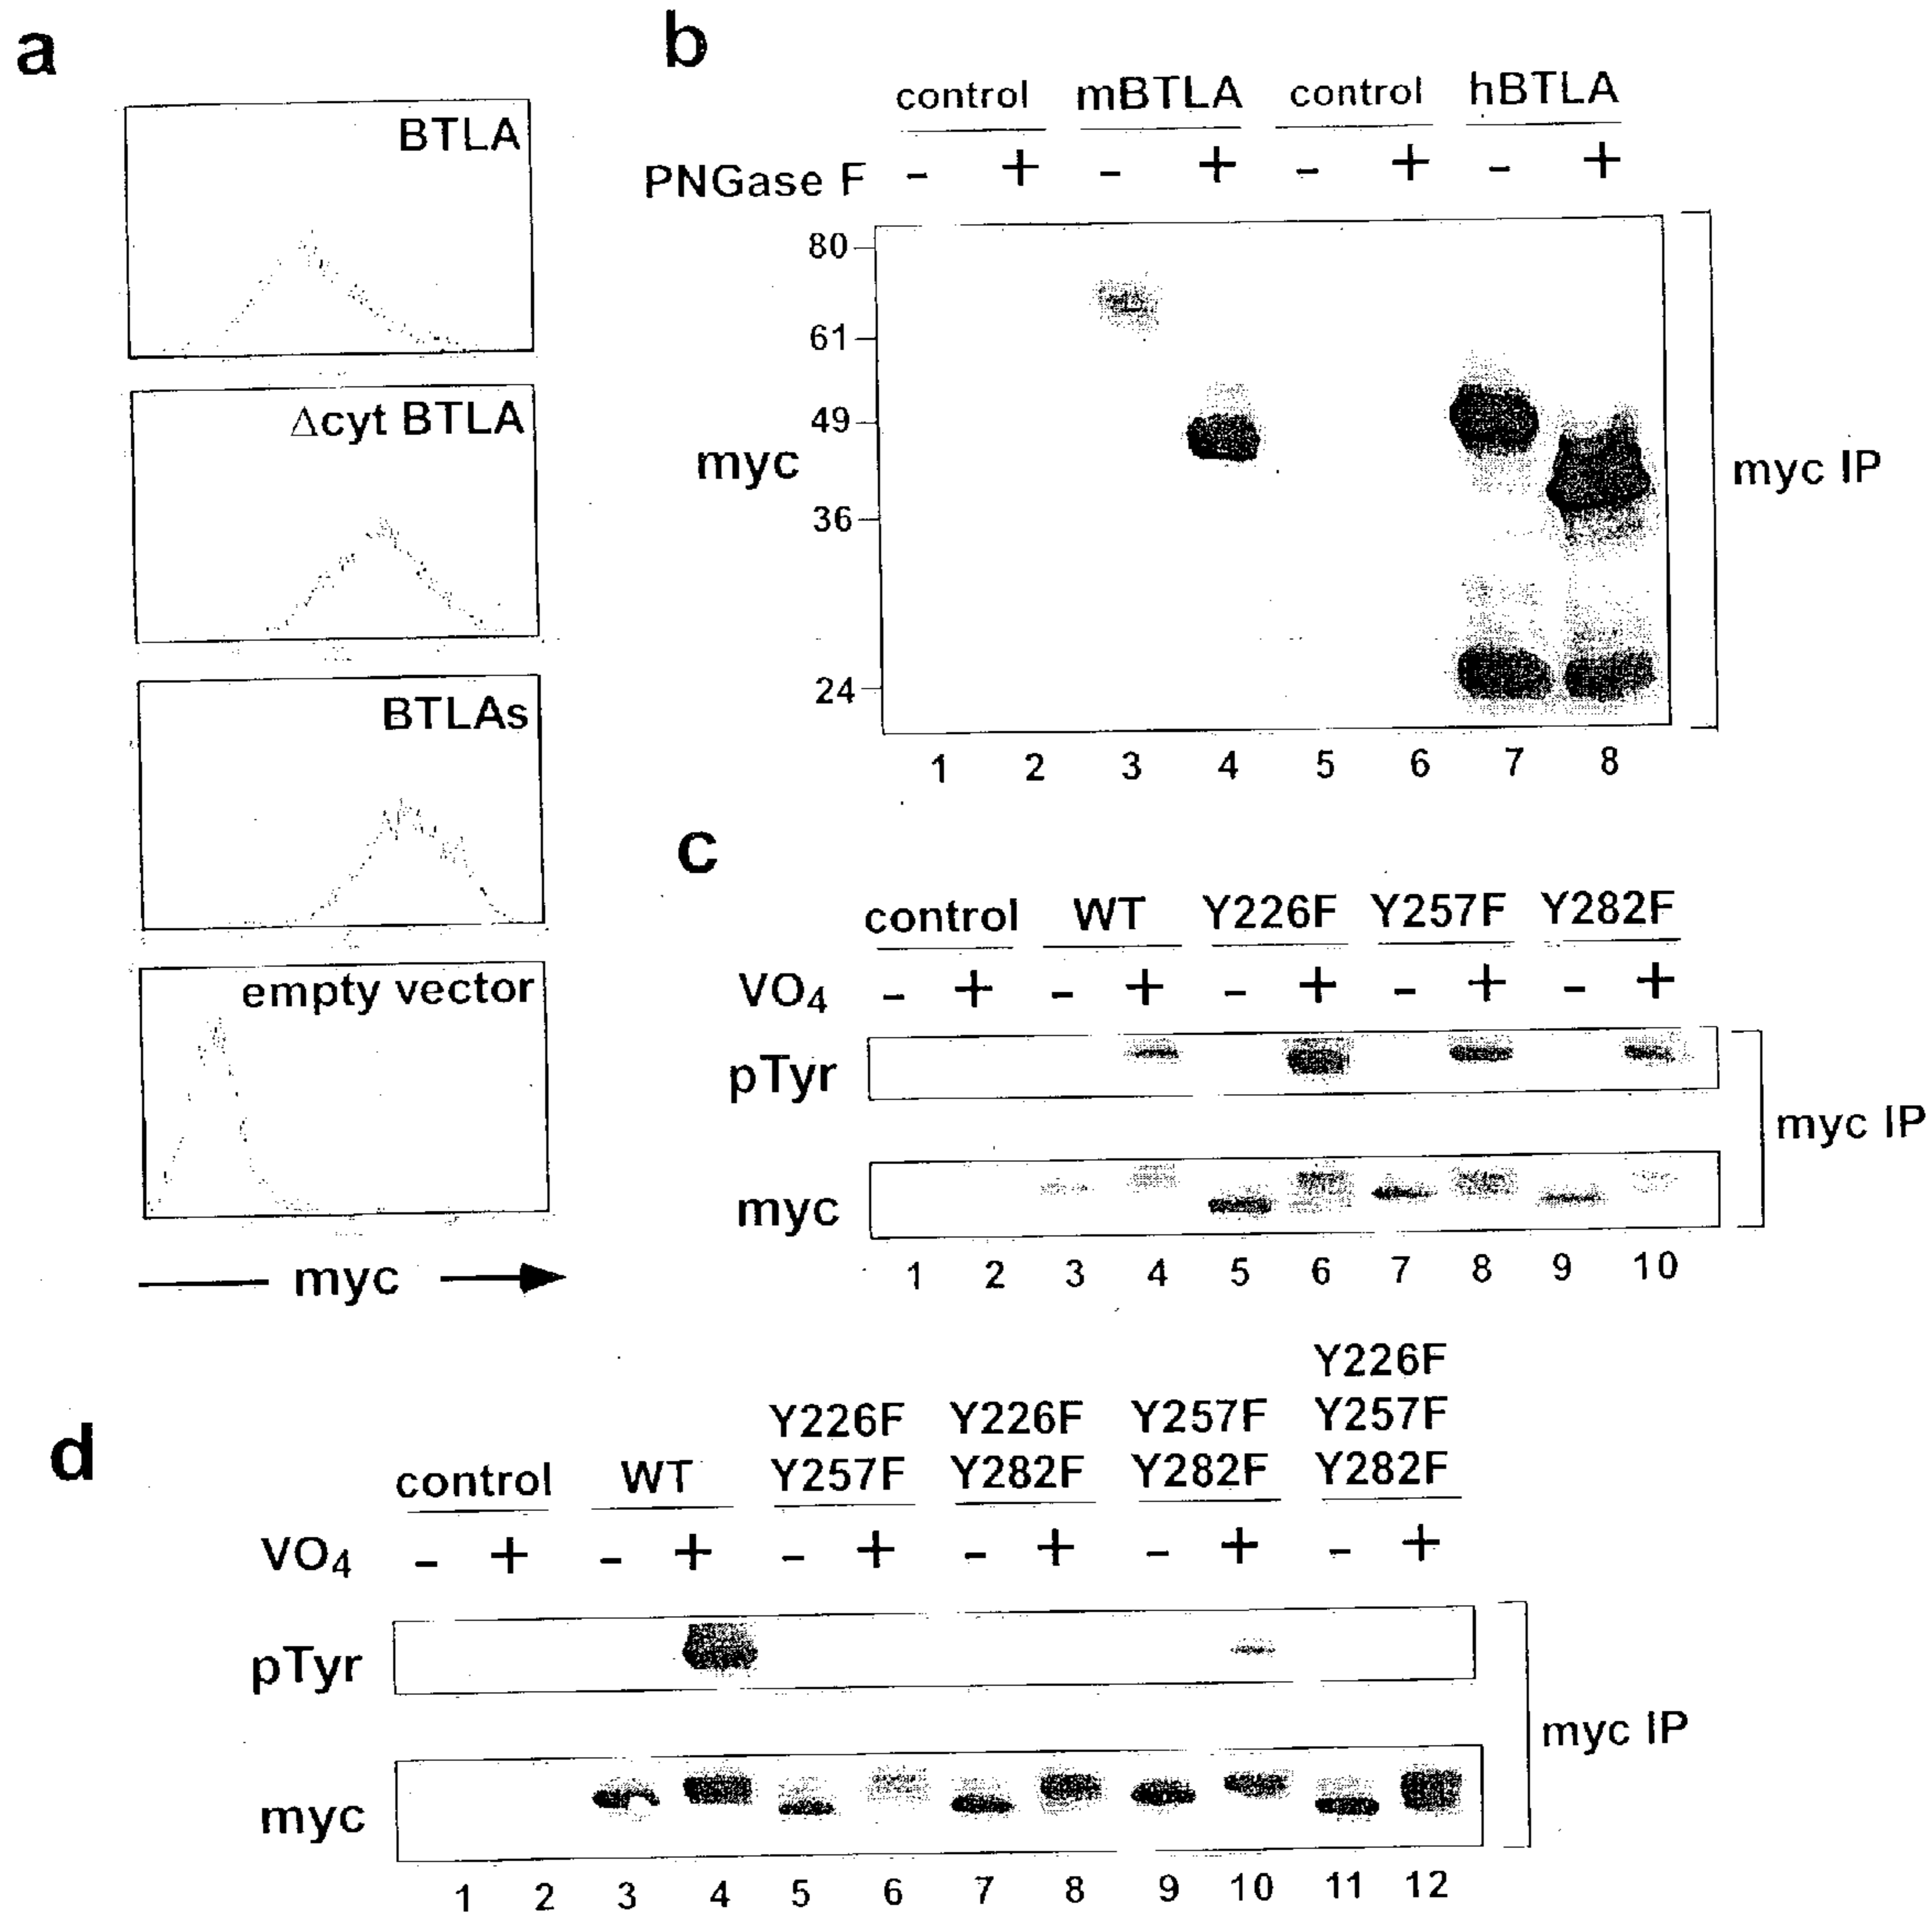 a
BTLA
Δcyt BTLA
BTLAs
empty vector
myc
b
control mBTLA control hBTLA
PNGase F - + - + - + - +
80
61
49
36
24
myc
myc IP
1 2 3 4 5 6 7 8
c
control WT Y226F Y257F Y282F
VO4 - + - + - + - + - +
pTyr
myc
myc IP
1 2 3 4 5 6 7 8 9 10
d
Y226F
Y226F Y226F Y257F Y257F
control WT Y257F Y282F Y282F Y282F
VO4 - + - + - + - + - + - +
pTyr
myc
myc IP
1 2 3 4 5 6 7 8 9 10 11 12